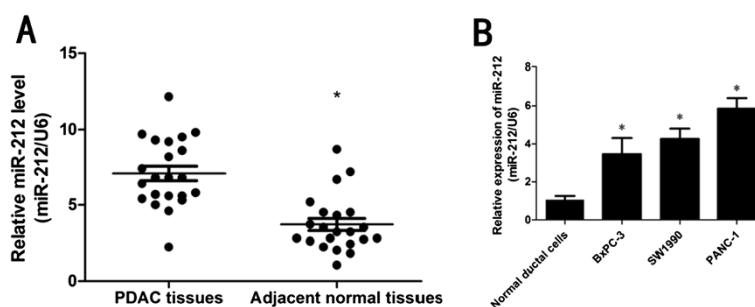 A
Relative miR-212 level
(miR-212/U6)
15
10
5
0
*
PDAC tissues
Adjacent normal tissues
B
Relative expression of miR-212
(miR-212/U6)
8
6
4
2
0
*
*
*
Normal ductal cells
BxPC-3
SW1990
PANC-1